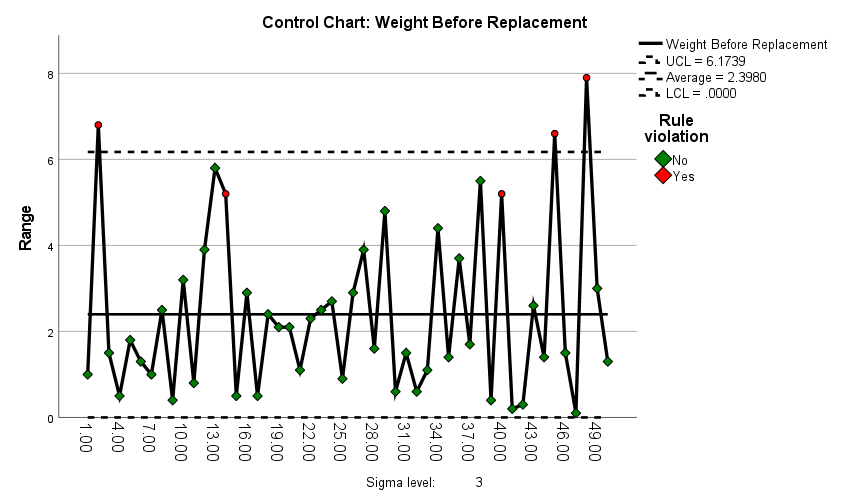 Control Chart: Weight Before Replacement
Weight Before Replacement
UCL = 6.1739
Average = 2.3980
LCL = .0000
Rule
violation
No
Yes
Range
8
6
4
2
0
1.00
4.00
7.00
10.00
13.00
16.00
19.00
22.00
25.00
28.00
31.00
34.00
37.00
40.00
43.00
46.00
49.00
Sigma level: 3